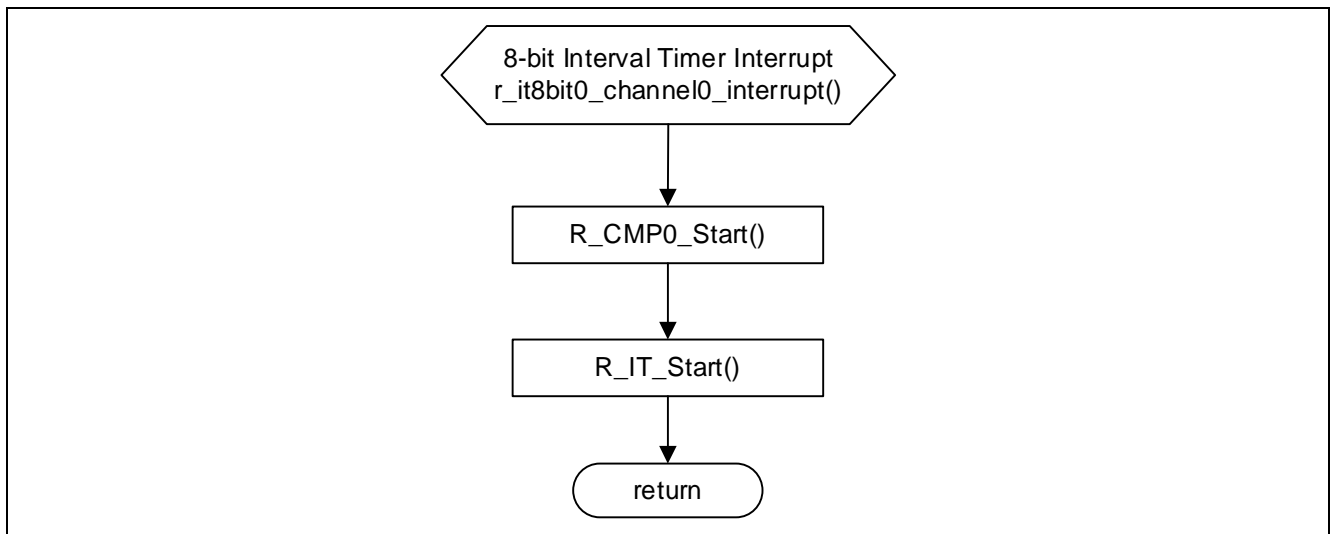 8-bit Interval Timer Interrupt
r_it8bit0_channel0_interrupt()
R_CMP0_Start()
R_IT_Start()
return